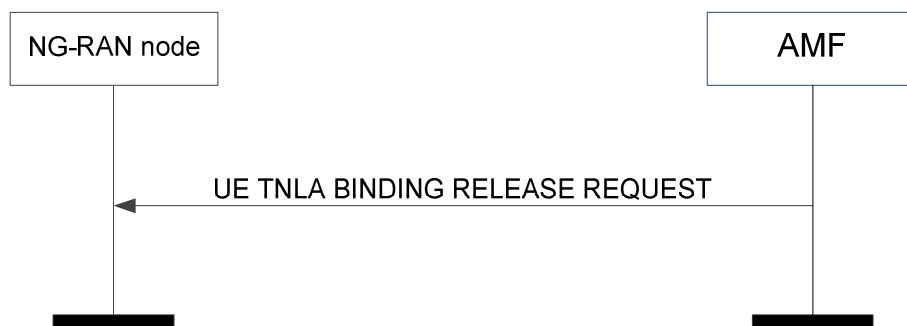 NG-RAN node
AMF
UE TNLA BINDING RELEASE REQUEST